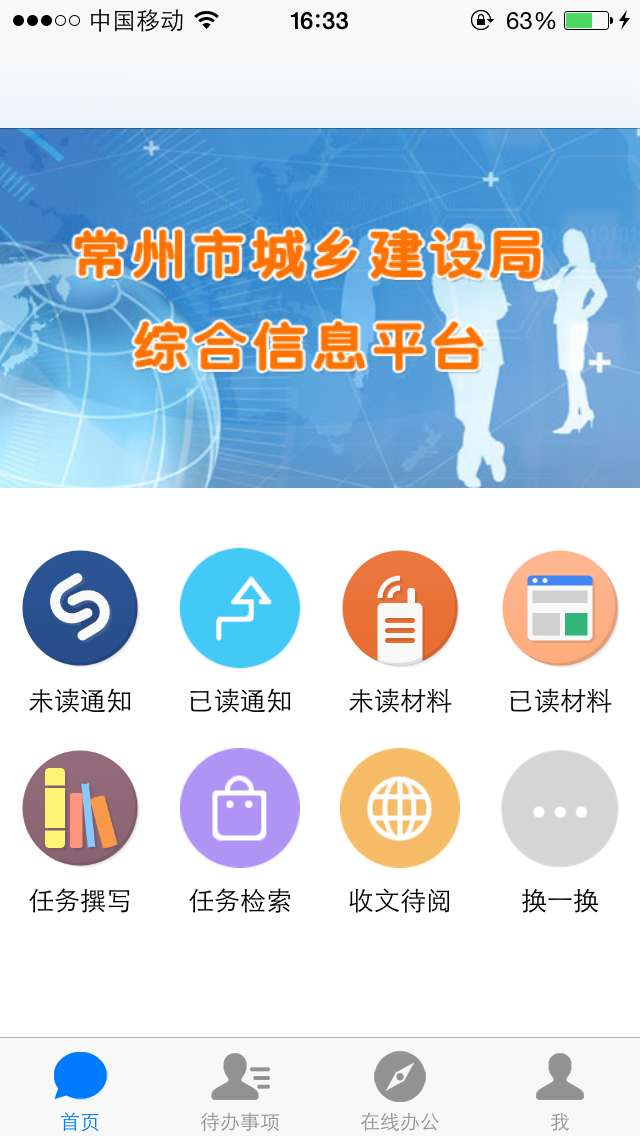 中国移动 16:33 63%
常州市城乡建设局
综合信息平台
未读通知 已读通知 未读材料 已读材料
任务撰写 任务检索 收文待阅 换一换
首页 待办事项 在线办公 我